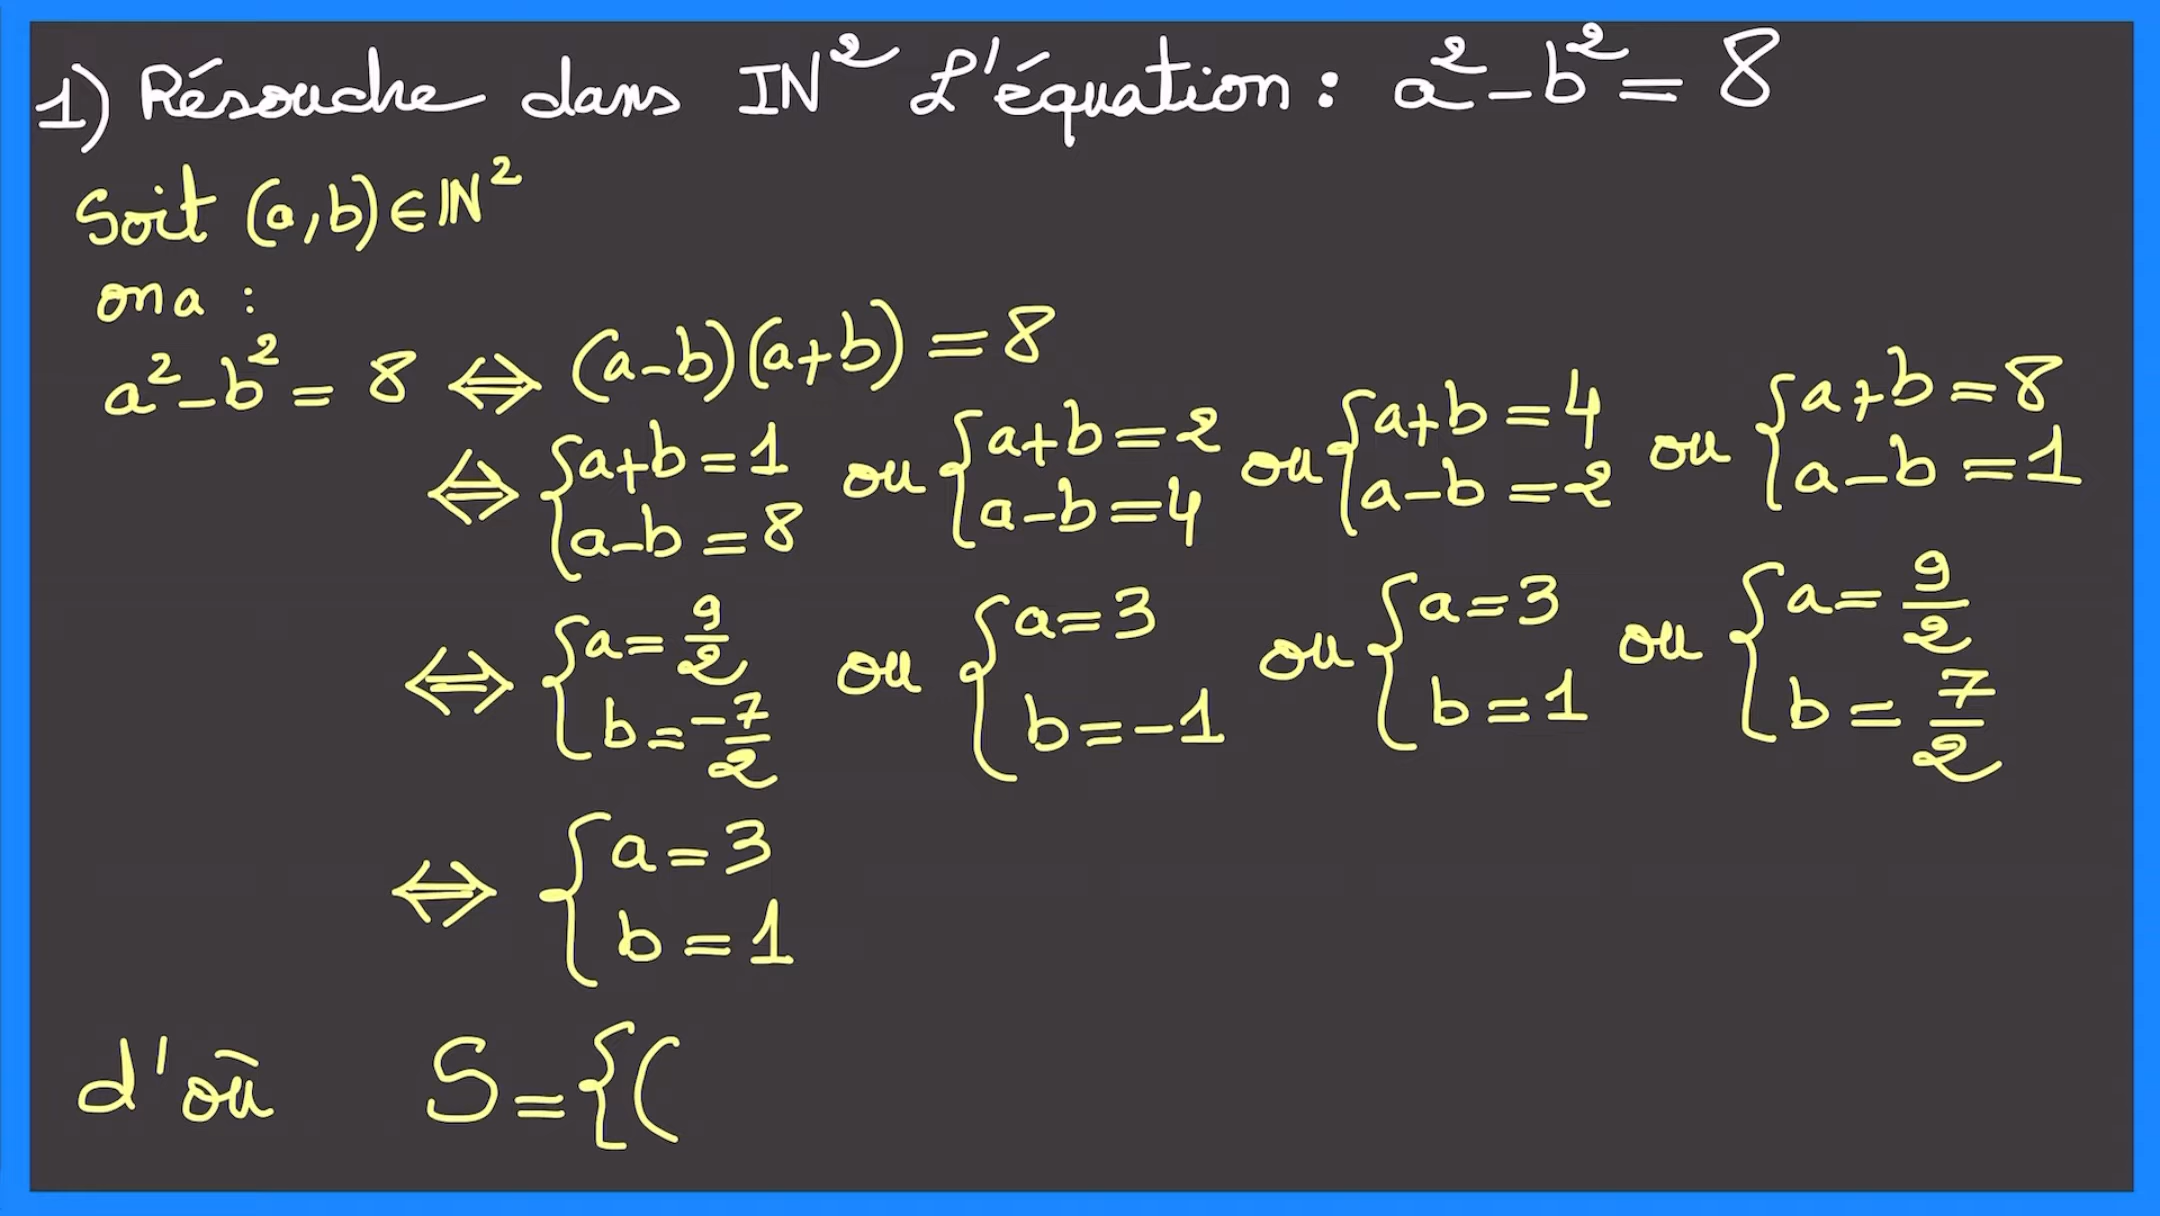 1) Résoudre dans IN² L'équation : a² - b² = 8
Soit (a,b) ∈ IN²
on a :
a² - b² = 8 ⇔ (a-b)(a+b) = 8
⇔ {a+b = 1 a-b = 8 ou {a+b = 2 a-b = 4 ou {a+b = 4 a-b = 2 ou {a+b = 8 a-b = 1
⇔ {a = 9/2 b = -7/2 ou {a = 3 b = -1 ou {a = 3 b = 1 ou {a = 9/2 b = 7/2
⇔ {a = 3 b = 1
d'où S = {(